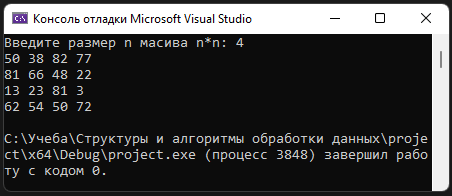 Консоль отладки Microsoft Visual Studio
Введите размер n масива n*n: 4
50 38 82 77
81 66 48 22
13 23 81 3
62 54 50 72
C:\Учеба\Структуры и алгоритмы обработки данных\proje
ct\x64\Debug\project.exe (процесс 3848) завершил рабо
ту с кодом 0.